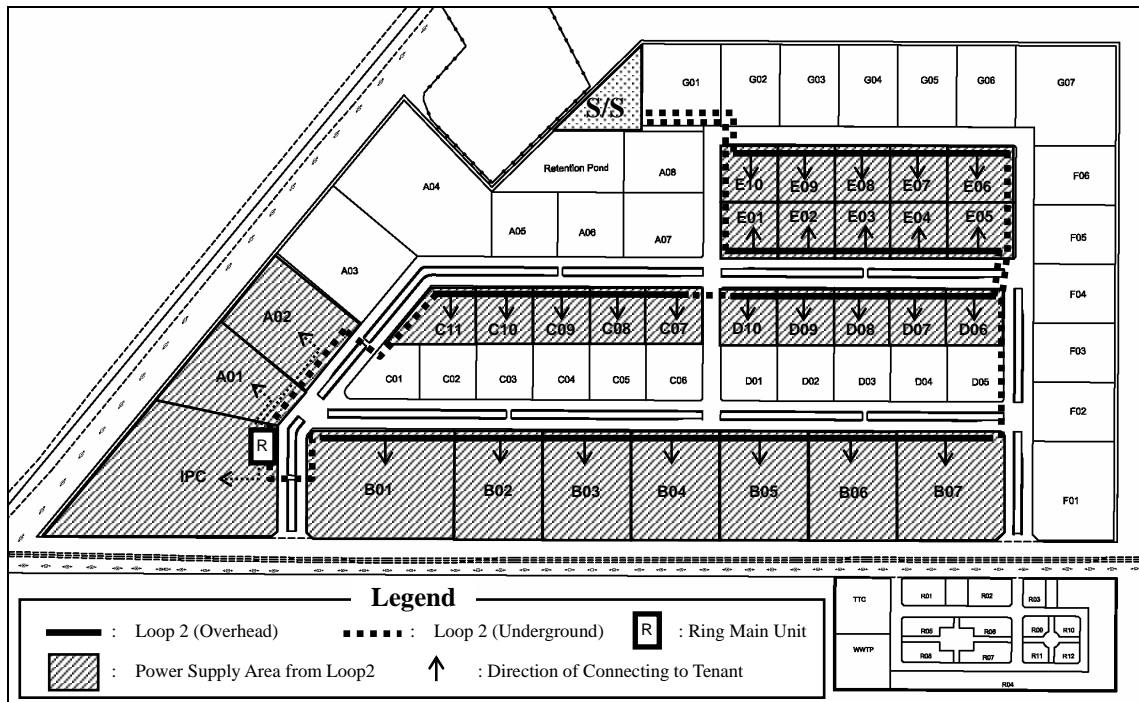 G01 G02 G03 G04 G05 G06 G07
S/S
Retention Pond A08
A04
E10 E09 E08 E07 E06
F06
E01 E02 E03 E04 E05
A05 A06 A07
F05
A03
F04
A02
C11 C10 C09 C08 C07 D10 D09 D08 D07 D06
F03
A01
C01 C02 C03 C04 C05 C06 D01 D02 D03 D04 D05
F02
R
IPC
B01 B02 B03 B04 B05 B06 B07
F01
Legend
: Loop 2 (Overhead) : Loop 2 (Underground) R : Ring Main Unit
: Power Supply Area from Loop2 : Direction of Connecting to Tenant
TTC R01 R02 R03
R05 R06 R09 R10
WWTP R08 R07 R11 R12
R04